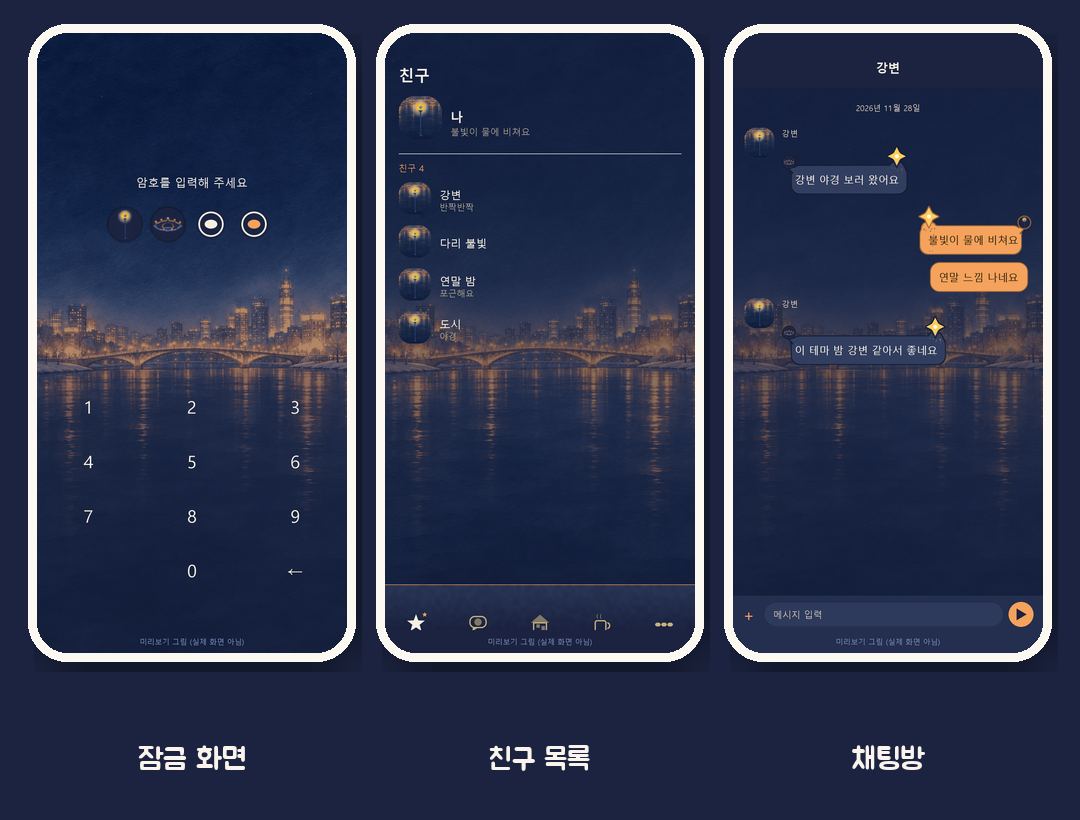 암호를 입력해 주세요
1 2 3
4 5 6
7 8 9
0 ←
미리보기 그림 (실제 화면 아님)
잠금 화면
친구
나
불빛이 물에 비쳐요
친구 4
강변
반짝반짝
다리 불빛
연말 밤
포근해요
도시
야경
미리보기 그림 (실제 화면 아님)
친구 목록
강변
2026년 11월 28일
강변
강변 야경 보러 왔어요
불빛이 물에 비쳐요
연말 느낌 나네요
강변
이 테마 밤 강변 같아서 좋네요
+ 메시지 입력
미리보기 그림 (실제 화면 아님)
채팅방